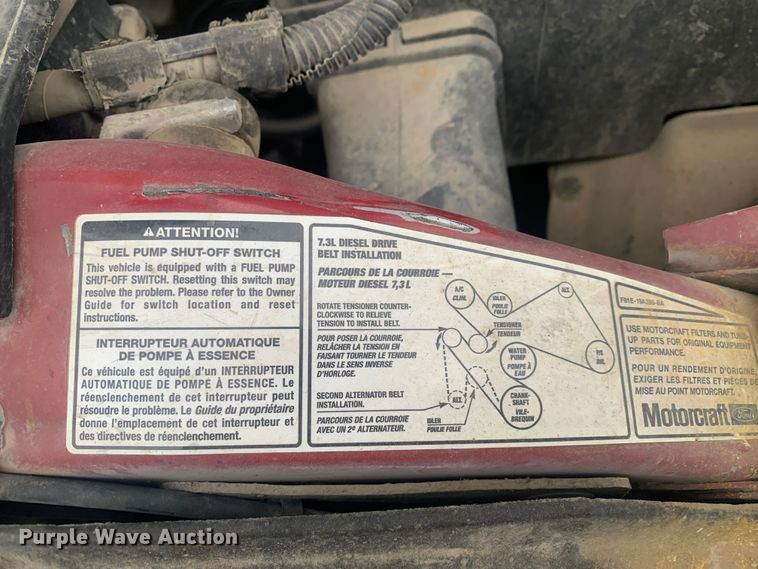 ATTENTION!
FUEL PUMP SHUT-OFF SWITCH
This vehicle is equipped with a FUEL PUMP
SHUT-OFF SWITCH. Resetting this switch may
resolve the problem. Please refer to the Owner
Guide for switch location and reset
instructions.
INTERRUPTEUR AUTOMATIQUE
DE POMPE À ESSENCE
Ce véhicule est équipé d'un INTERRUPTEUR
AUTOMATIQUE DE POMPE À ESSENCE. Le
réenclenchement de cet interrupteur peut
résoudre le problème. Le Guide du propriétaire
donne l'emplacement de cet interrupteur et
des directives de réenclenchement.
7.3L DIESEL DRIVE
BELT INSTALLATION
PARCOURS DE LA COURROIE —
MOTEUR DIESEL 7,3 L
ROTATE TENSIONER COUNTER-
CLOCKWISE TO RELIEVE
TENSION TO INSTALL BELT.
POUR POSER LA COURROIE,
RELÂCHER LA TENSION EN
FAISANT TOURNER LE TENDEUR
DANS LE SENS INVERSE
D'HORLOGE.
SECOND ALTERNATOR BELT
INSTALLATION.
PARCOURS DE LA COURROIE
AVEC UN 2e ALTERNATEUR.
A/C
CLIM.
IDLER
POULIE
FOLLE
ALT.
TENSIONER
TENDEUR
WATER
PUMP
POMPE À
EAU
PS
DIR.
ALT.
IDLER
POULIE FOLLE
CRANK-
SHAFT
VILE-
BREQUIN
USE MOTORCRAFT FILTERS AND TUNE-
UP PARTS FOR ORIGINAL EQUIPMENT
PERFORMANCE.
POUR UN RENDEMENT D'ORIGINE,
EXIGER LES FILTRES ET PIÈCES DE
MISE AU POINT MOTORCRAFT.
Motorcraft
Ford
Purple Wave Auction